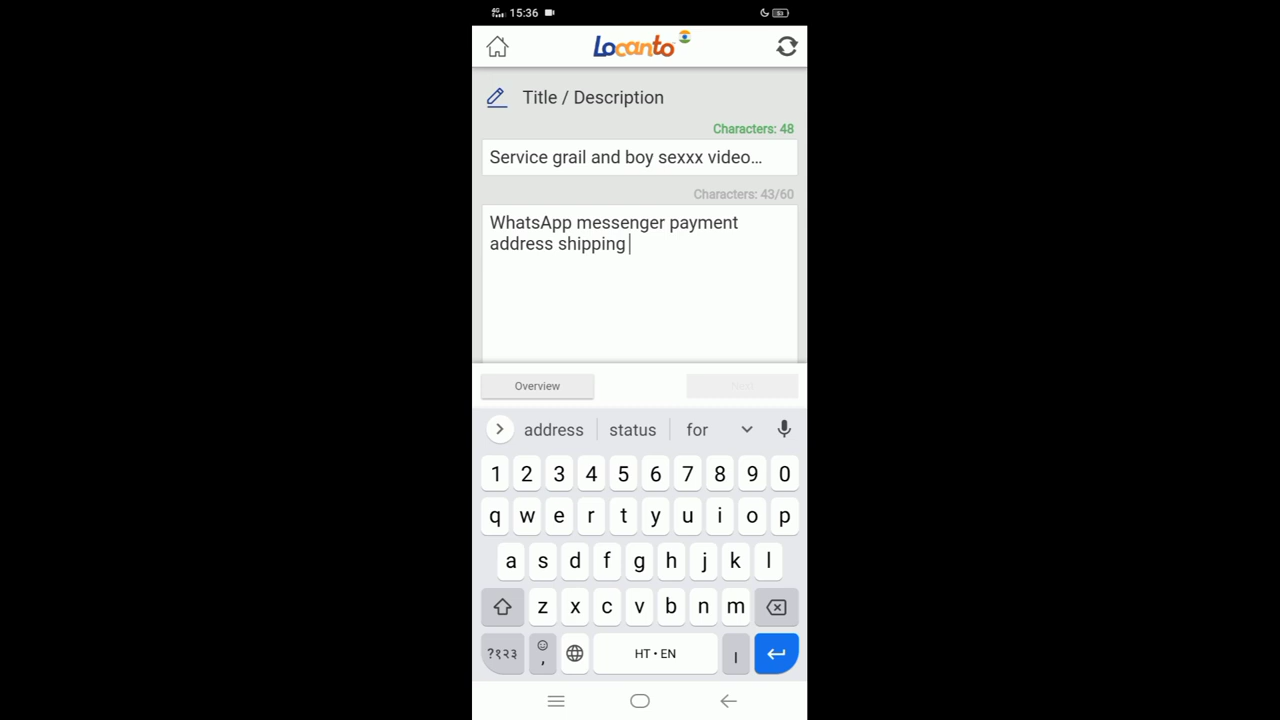 4G 15:36
Locanto
Title / Description
Characters: 48
Service grail and boy sexxx video...
Characters: 43/60
WhatsApp messenger payment
address shipping
Overview
Next
address status for
1 2 3 4 5 6 7 8 9 0
q w e r t y u i o p
a s d f g h j k l
z x c v b n m
?१२३ , HT • EN ।